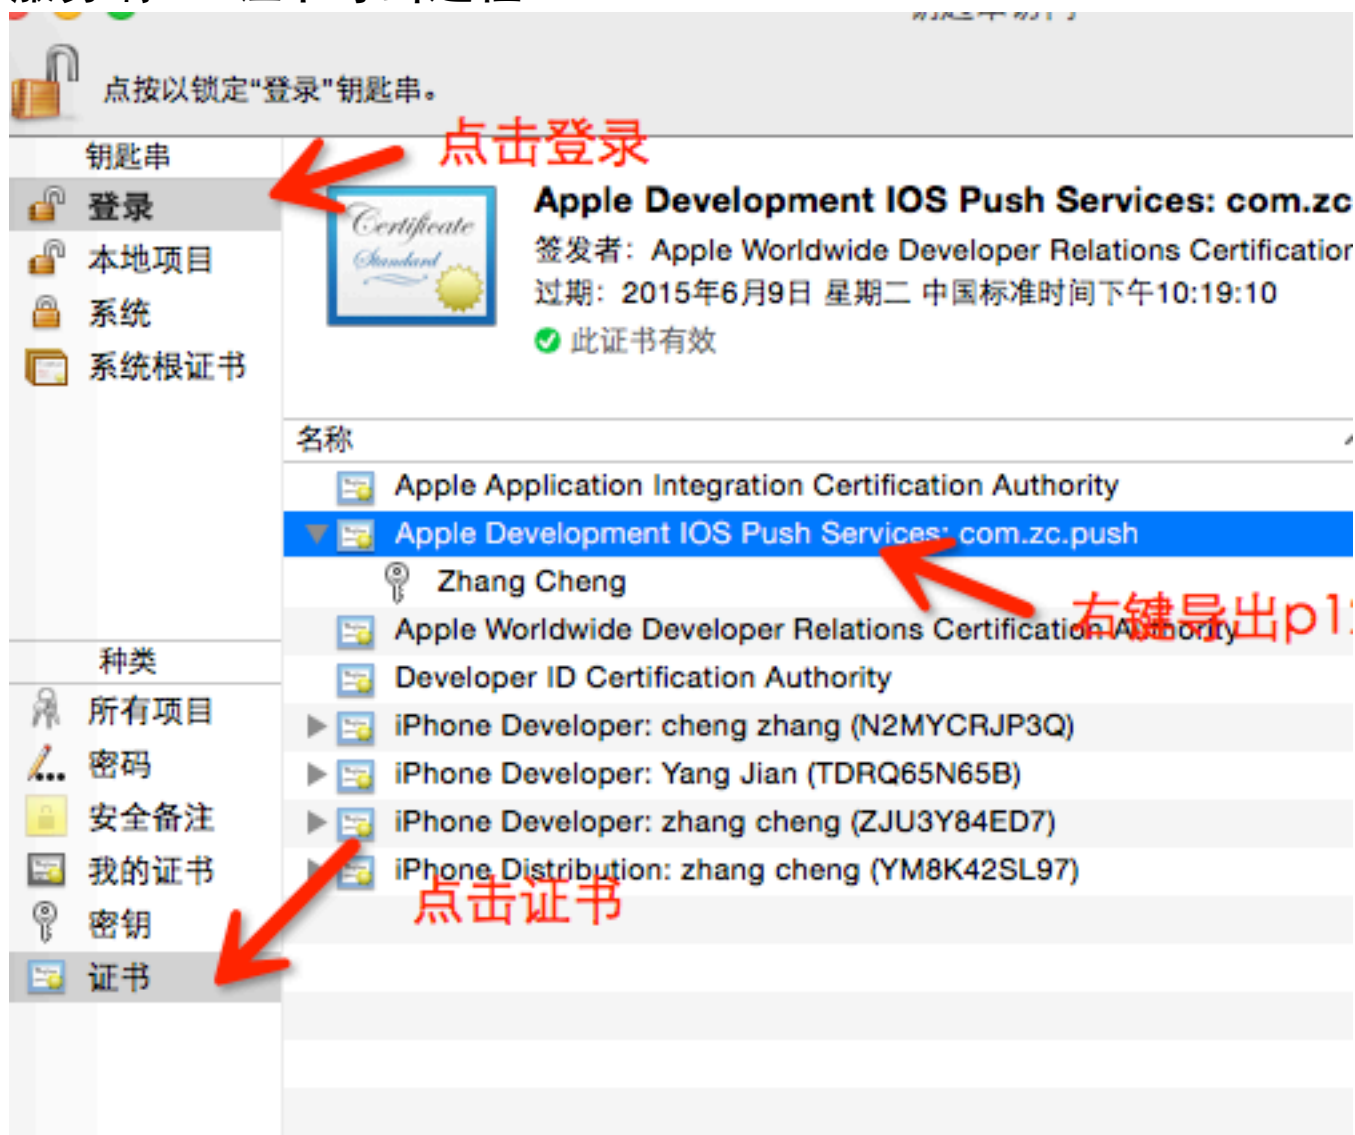 点按以锁定“登录”钥匙串。
点击登录
钥匙串
登录
本地项目
系统
系统根证书
Certificate
Standard
Apple Development IOS Push Services: com.zc
签发者：Apple Worldwide Developer Relations Certification
过期：2015年6月9日 星期二 中国标准时间下午10:19:10
此证书有效
名称
Apple Application Integration Certification Authority
Apple Development IOS Push Services: com.zc.push
Zhang Cheng
右键导出p12
Apple Worldwide Developer Relations Certification Authority
Developer ID Certification Authority
iPhone Developer: cheng zhang (N2MYCRJP3Q)
iPhone Developer: Yang Jian (TDRQ65N65B)
iPhone Developer: zhang cheng (ZJU3Y84ED7)
iPhone Distribution: zhang cheng (YM8K42SL97)
点击证书
种类
所有项目
密码
安全备注
我的证书
密钥
证书